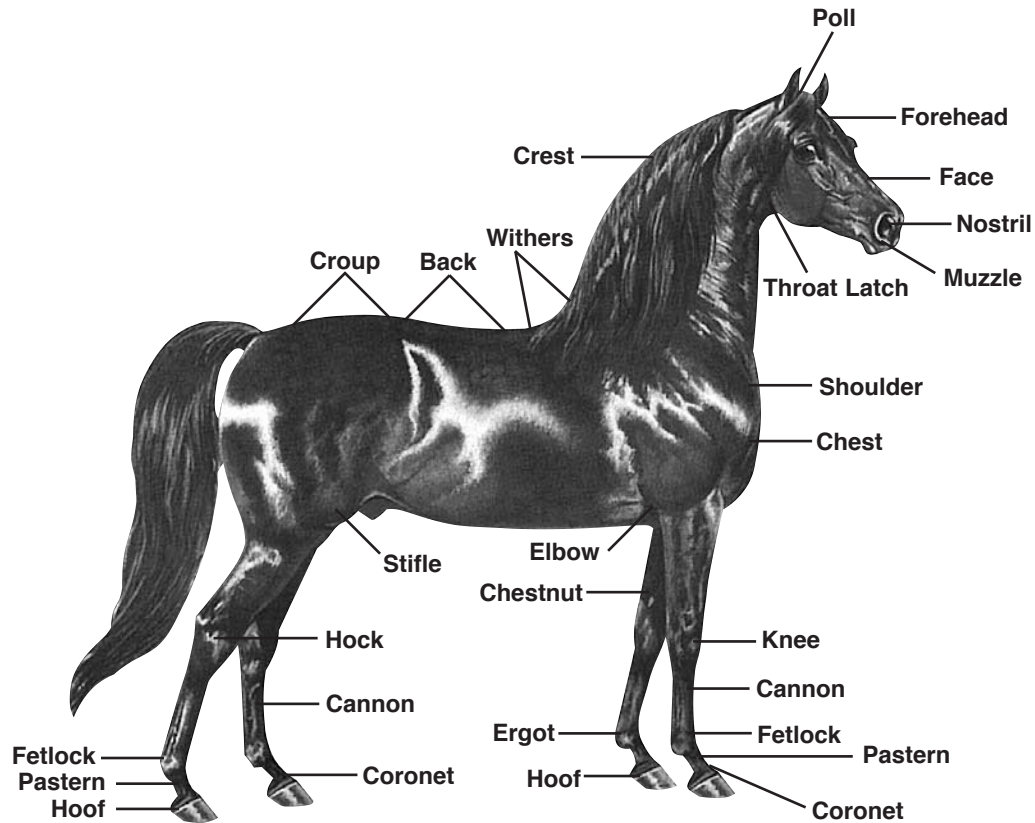 Poll
Forehead
Crest
Face
Nostril
Withers
Croup
Back
Muzzle
Throat Latch
Shoulder
Chest
Elbow
Stifle
Chestnut
Hock
Knee
Cannon
Cannon
Ergot
Fetlock
Fetlock
Pastern
Coronet
Hoof
Pastern
Hoof
Coronet